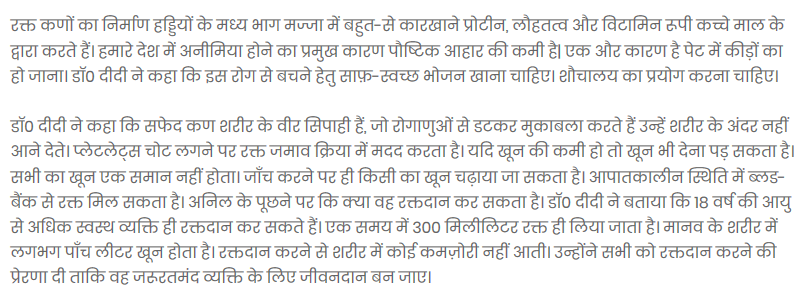 रक्त कणों का निर्माण हड्डियों के मध्य भाग मज्जा में बहुत-से कारखाने प्रोटीन, लौहतत्व और विटामिन रूपी कच्चे माल के
द्वारा करते हैं। हमारे देश में अनीमिया होने का प्रमुख कारण पौष्टिक आहार की कमी है| एक और कारण है पेट में कीड़ों का
हो जाना। डॉ0 दीदी ने कहा कि इस रोग से बचने हेतु साफ़-स्वच्छ भोजन खाना चाहिए। शौचालय का प्रयोग करना चाहिए।
डॉ0 दीदी ने कहा कि सफेद कण शरीर के वीर सिपाही हैं, जो रोगाणुओं से डटकर मुकाबला करते हैं उन्हें शरीर के अंदर नहीं
आने देते। प्लेटलेट्स चोट लगने पर रक्त जमाव क्रिया में मदद करता है। यदि खून की कमी हो तो खून भी देना पड़ सकता है।
सभी का खून एक समान नहीं होता। जाँच करने पर ही किसी का खून चढ़ाया जा सकता है। आपातकालीन स्थिति में ब्लड-
बैंक से रक्त मिल सकता है। अनिल के पूछने पर कि क्या वह रक्तदान कर सकता है। डॉ0 दीदी ने बताया कि 18 वर्ष की आयु
से अधिक स्वस्थ व्यक्ति ही रक्तदान कर सकते हैं। एक समय में 300 मिलीलिटर रक्त ही लिया जाता है। मानव के शरीर में
लगभग पाँच लीटर खून होता है। रक्तदान करने से शरीर में कोई कमज़ोरी नहीं आती। उन्होंने सभी को रक्तदान करने की
प्रेरणा दी ताकि वह जरूरतमंद व्यक्ति के लिए जीवनदान बन जाए।